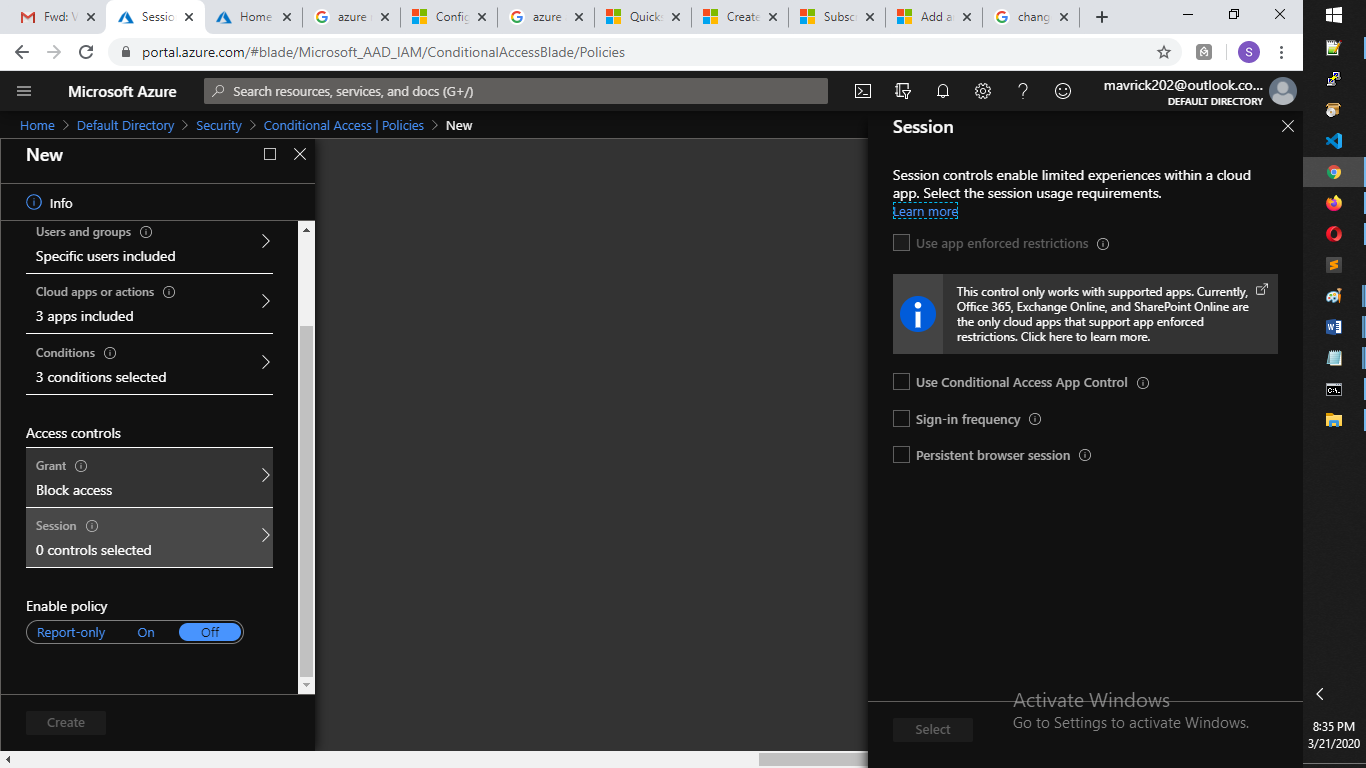 Fwd: V
Sessio
Home
azure
Config
azure
Quick
Create
Subsc
Add a
chang
portal.azure.com/#blade/Microsoft_AAD_IAM/ConditionalAccessBlade/Policies
S
Microsoft Azure
Search resources, services, and docs (G+/)
mavrick202@outlook.co...
DEFAULT DIRECTORY
Home > Default Directory > Security > Conditional Access | Policies > New
New
Info
Users and groups
Specific users included
Cloud apps or actions
3 apps included
Conditions
3 conditions selected
Access controls
Grant
Block access
Session
0 controls selected
Enable policy
Report-only On Off
Create
Session
Session controls enable limited experiences within a cloud
app. Select the session usage requirements.
Learn more
Use app enforced restrictions
This control only works with supported apps. Currently,
Office 365, Exchange Online, and SharePoint Online are
the only cloud apps that support app enforced
restrictions. Click here to learn more.
Use Conditional Access App Control
Sign-in frequency
Persistent browser session
Select
Activate Windows
Go to Settings to activate Windows.
8:35 PM
3/21/2020